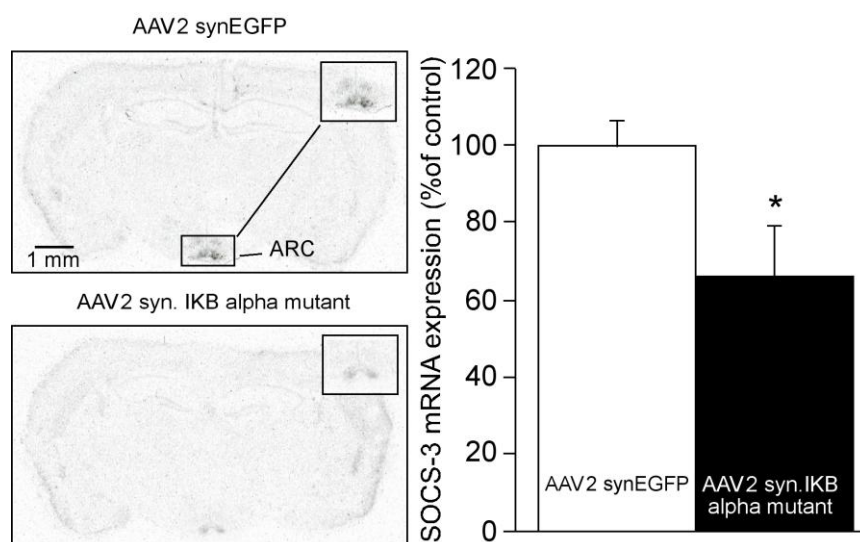 AAV2 synEGFP
ARC
1 mm
AAV2 syn. IKB alpha mutant
SOCS-3 mRNA expression (%of control)
120
100
80
60
40
20
0
*
AAV2 synEGFP
AAV2 syn.IKB
alpha mutant